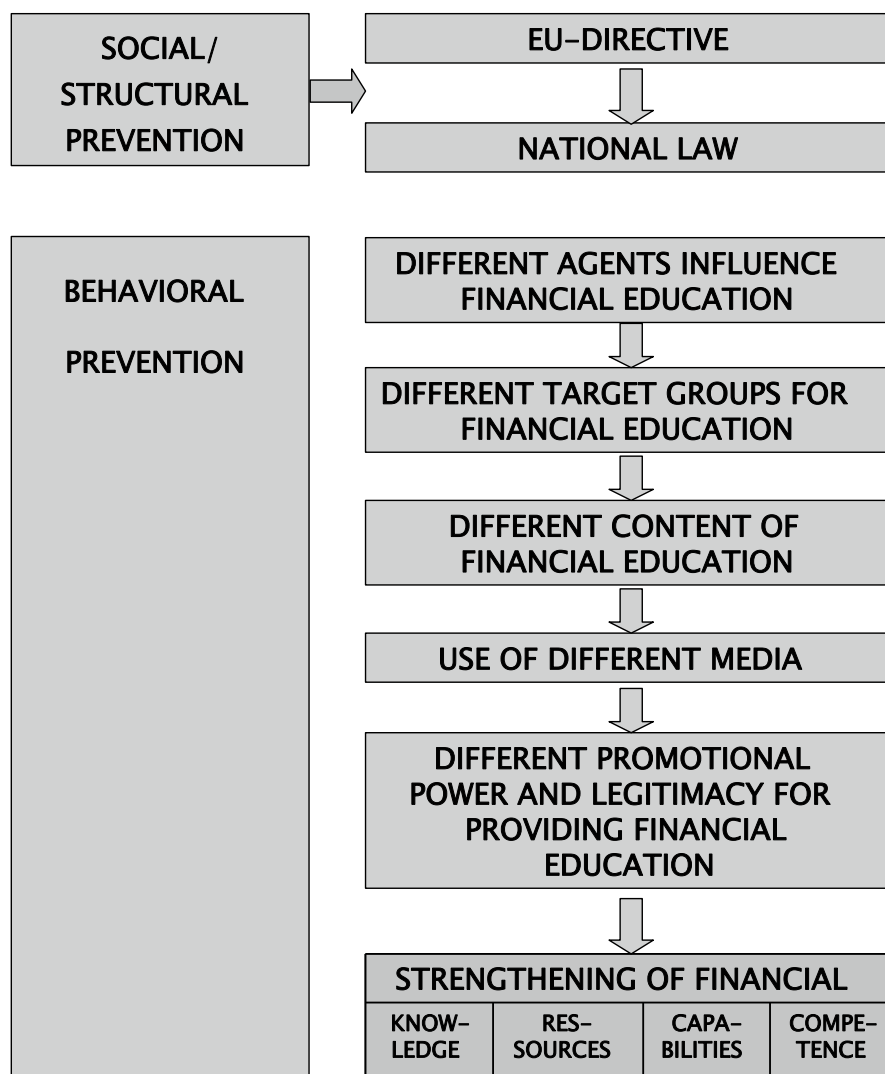 SOCIAL/
STRUCTURAL
PREVENTION
EU–DIRECTIVE
NATIONAL LAW
BEHAVIORAL
PREVENTION
DIFFERENT AGENTS INFLUENCE
FINANCIAL EDUCATION
DIFFERENT TARGET GROUPS FOR
FINANCIAL EDUCATION
DIFFERENT CONTENT OF
FINANCIAL EDUCATION
USE OF DIFFERENT MEDIA
DIFFERENT PROMOTIONAL
POWER AND LEGITIMACY FOR
PROVIDING FINANCIAL
EDUCATION
STRENGTHENING OF FINANCIAL
KNOW–
LEDGE
RES–
SOURCES
CAPA–
BILITIES
COMPE–
TENCE